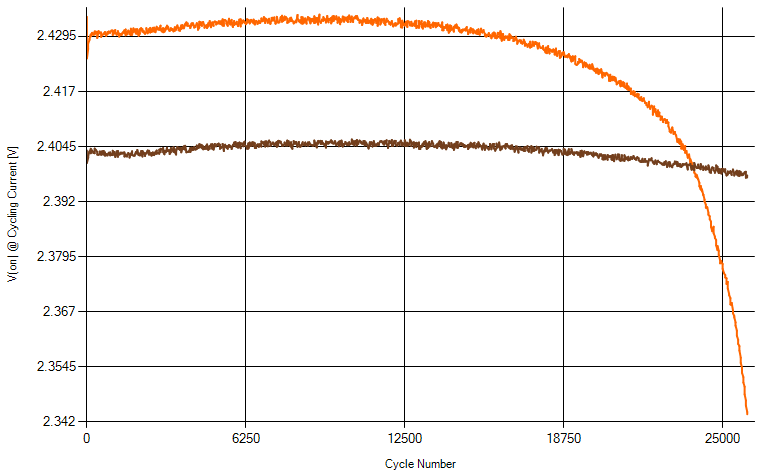 2.4295
2.417
2.4045
2.392
2.3795
2.367
2.3545
2.342
V(on) @ Cycling Current [V]
0 6250 12500 18750 25000
Cycle Number